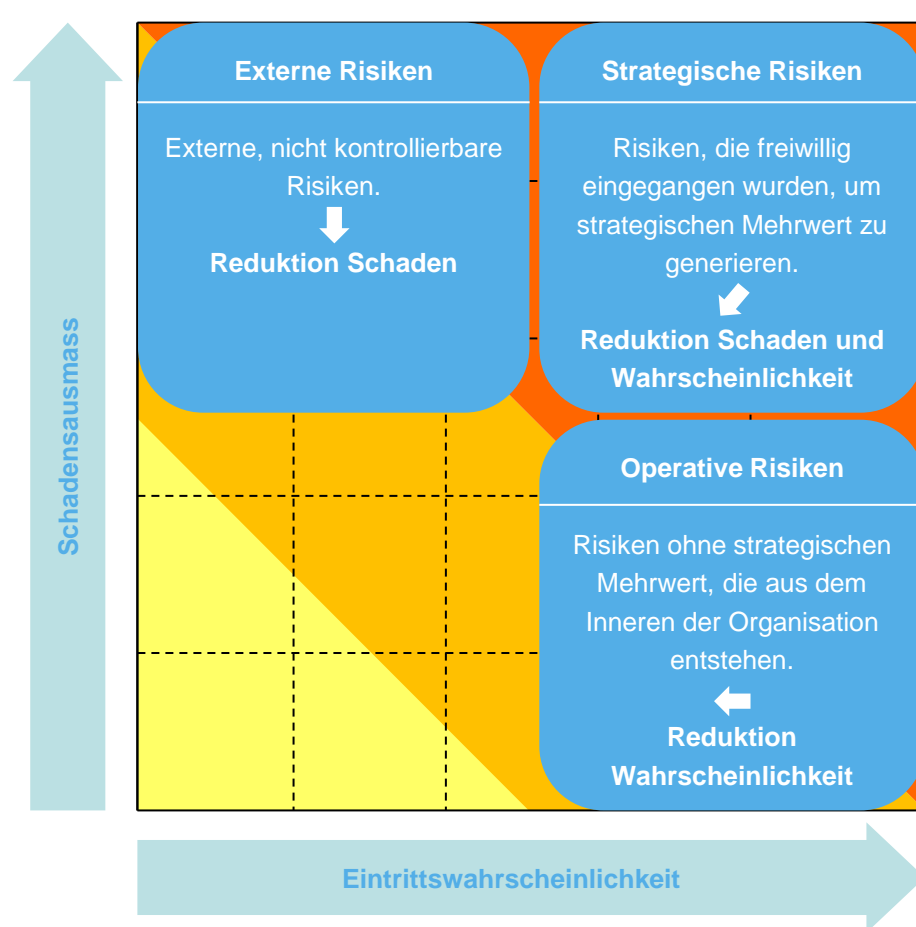 Externe Risiken
Externe, nicht kontrollierbare
Risiken.
Reduktion Schaden
Strategische Risiken
Risiken, die freiwillig
eingegangen wurden, um
strategischen Mehrwert zu
generieren.
Reduktion Schaden und
Wahrscheinlichkeit
Schadensausmass
Operative Risiken
Risiken ohne strategischen
Mehrwert, die aus dem
Inneren der Organisation
entstehen.
Reduktion
Wahrscheinlichkeit
Eintrittswahrscheinlichkeit